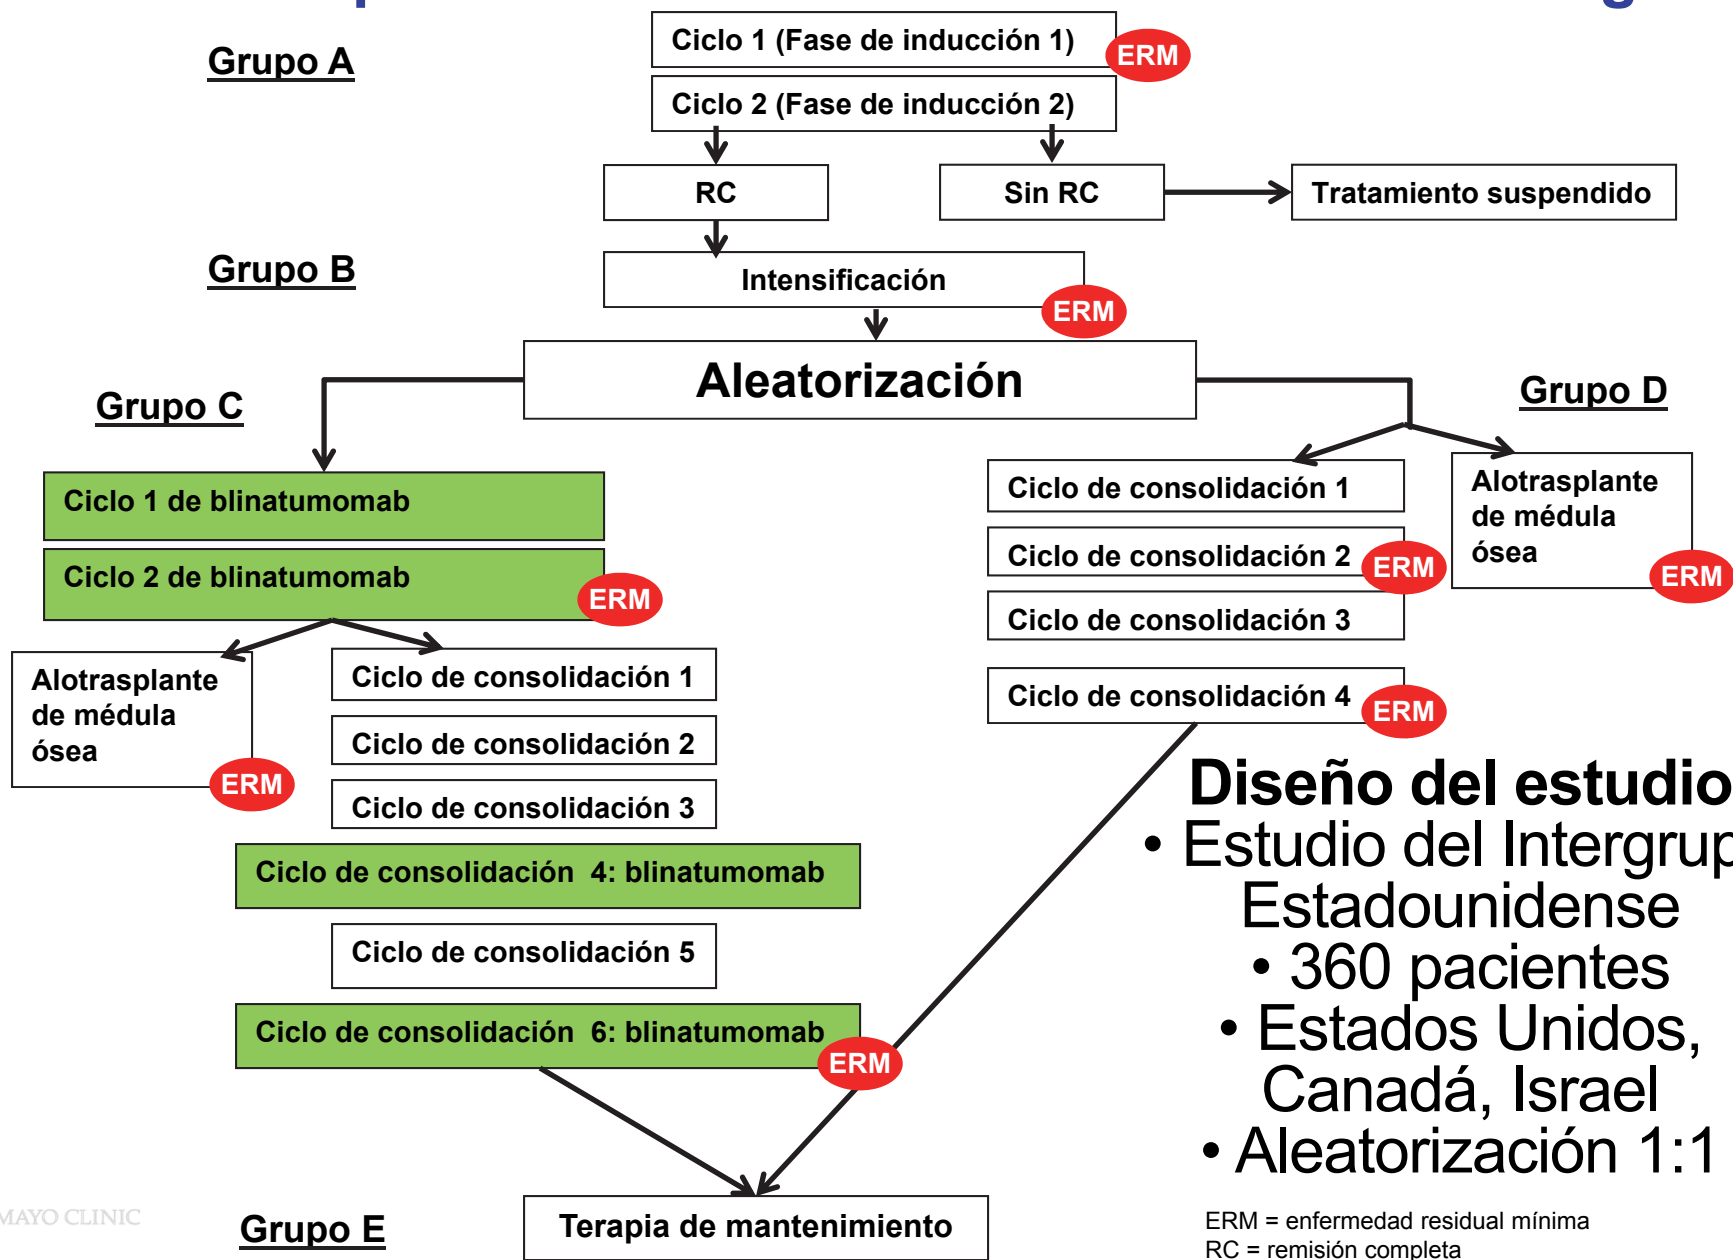 Grupo A
Ciclo 1 (Fase de inducción 1)
ERM
Ciclo 2 (Fase de inducción 2)
RC
Sin RC
Tratamiento suspendido
Grupo B
Intensificación
ERM
Aleatorización
Grupo C
Grupo D
Ciclo 1 de blinatumomab
Ciclo 2 de blinatumomab
ERM
Alotrasplante
de médula
ósea
ERM
Ciclo de consolidación 1
Ciclo de consolidación 2
Ciclo de consolidación 3
Ciclo de consolidación 4: blinatumomab
Ciclo de consolidación 5
Ciclo de consolidación 6: blinatumomab
ERM
Ciclo de consolidación 1
Ciclo de consolidación 2
ERM
Ciclo de consolidación 3
Ciclo de consolidación 4
ERM
Alotrasplante
de médula
ósea
ERM
Diseño del estudio
• Estudio del Intergrup
Estadounidense
• 360 pacientes
• Estados Unidos,
Canadá, Israel
• Aleatorización 1:1
MAYO CLINIC
Grupo E
Terapia de mantenimiento
ERM = enfermedad residual mínima
RC = remisión completa